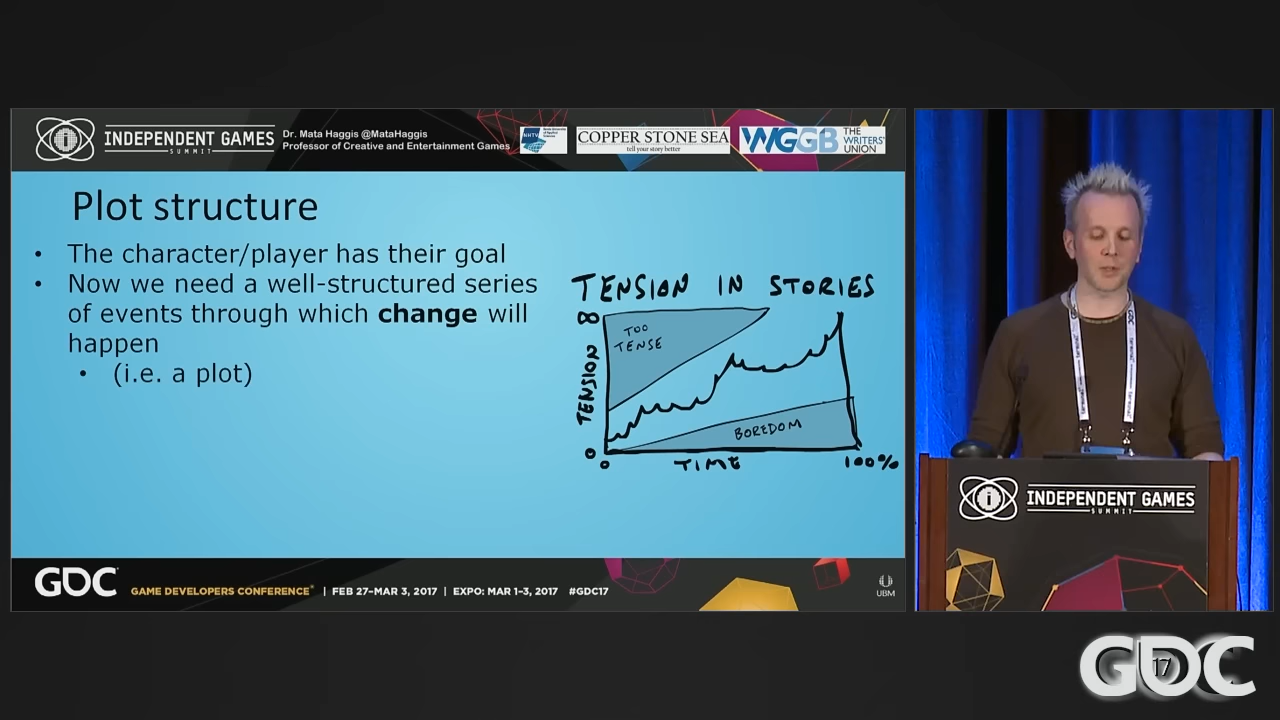 INDEPENDENT GAMES
SUMMIT
Dr. Mata Haggis @MataHaggis
Professor of Creative and Entertainment Games
NHTV
COPPER STONE SEA
tell your story better
WGGB
THE
WRITERS'
UNION
Plot structure
• The character/player has their goal
• Now we need a well-structured series
of events through which change will
happen
• (i.e. a plot)
TENSION IN STORIES
∞
TOO
TENSE
TENSION
BOREDOM
0
0
TIME
100%
GDC
GAME DEVELOPERS CONFERENCE® | FEB 27–MAR 3, 2017 | EXPO: MAR 1–3, 2017 #GDC17
UBM
GDC
INDEPENDENT GAMES
SUMMIT
GDC
17